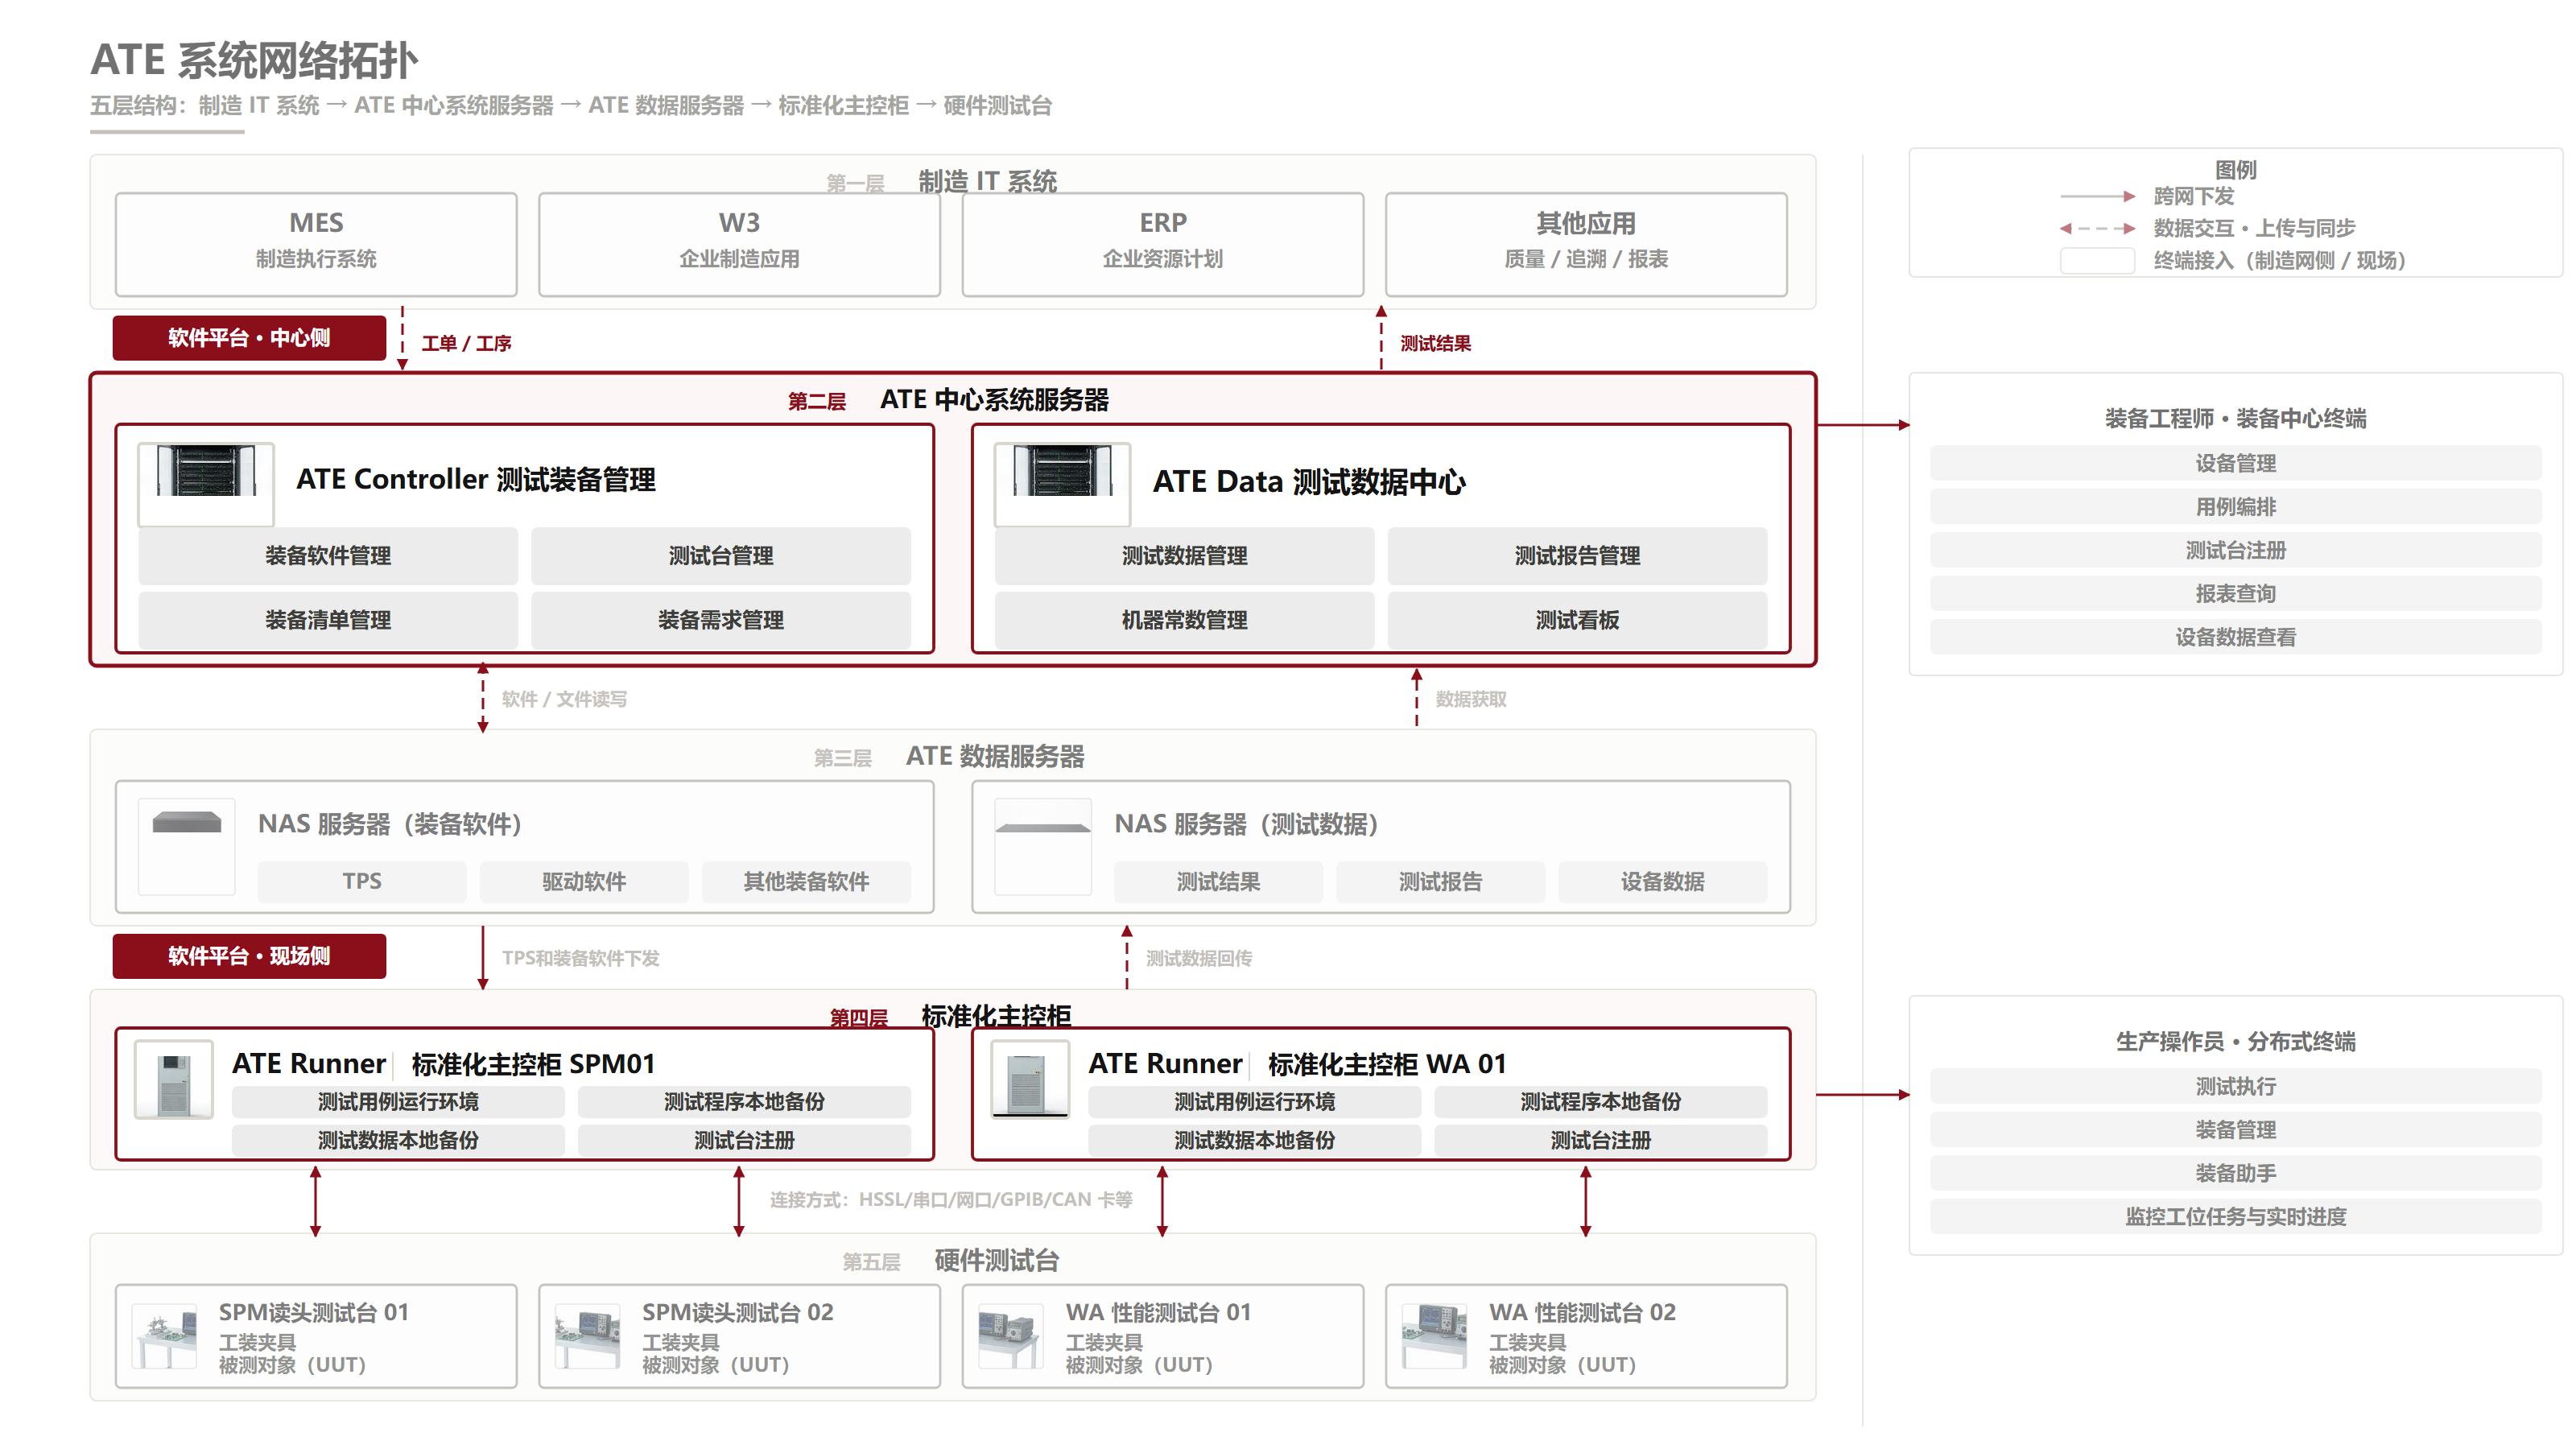 ATE 系统网络拓扑
五层结构：制造 IT 系统 → ATE 中心系统服务器 → ATE 数据服务器 → 标准化主控柜 → 硬件测试台
第一层 制造 IT 系统
MES
制造执行系统
W3
企业制造应用
ERP
企业资源计划
其他应用
质量 / 追溯 / 报表
图例
跨网下发
数据交互 • 上传与同步
终端接入（制造网侧 / 现场）
软件平台 • 中心侧
工单 / 工序
测试结果
第二层 ATE 中心系统服务器
ATE Controller 测试装备管理
装备软件管理
测试台管理
装备清单管理
装备需求管理
ATE Data 测试数据中心
测试数据管理
测试报告管理
机器常数管理
测试看板
装备工程师 • 装备中心终端
设备管理
用例编排
测试台注册
报表查询
设备数据查看
软件 / 文件读写
数据获取
第三层 ATE 数据服务器
NAS 服务器（装备软件）
TPS
驱动软件
其他装备软件
NAS 服务器（测试数据）
测试结果
测试报告
设备数据
软件平台 • 现场侧
TPS和装备软件下发
测试数据回传
第四层 标准化主控柜
ATE Runner | 标准化主控柜 SPM01
测试用例运行环境
测试程序本地备份
测试数据本地备份
测试台注册
ATE Runner | 标准化主控柜 WA 01
测试用例运行环境
测试程序本地备份
测试数据本地备份
测试台注册
生产操作员 • 分布式终端
测试执行
装备管理
装备助手
监控工位任务与实时进度
连接方式：HSSL/串口/网口/GPIB/CAN 卡等
第五层 硬件测试台
SPM读头测试台 01
工装夹具
被测对象（UUT）
SPM读头测试台 02
工装夹具
被测对象（UUT）
WA 性能测试台 01
工装夹具
被测对象（UUT）
WA 性能测试台 02
工装夹具
被测对象（UUT）